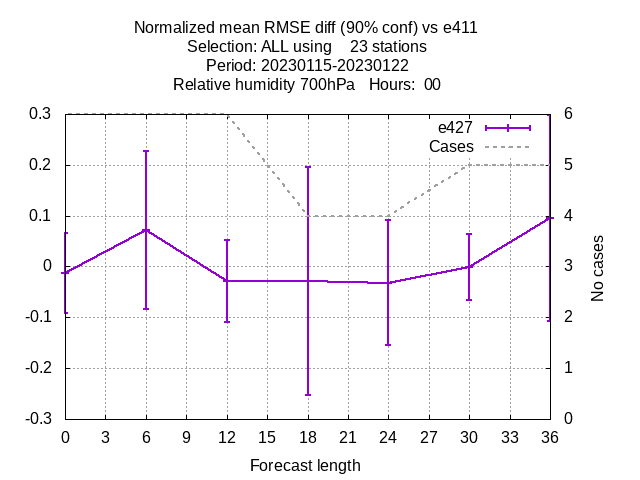 Normalized mean RMSE diff (90% conf) vs e411
Selection: ALL using    23 stations
Period: 20230115-20230122
Relative humidity 700hPa   Hours:  00
e427
Cases
0.3
0.2
0.1
0
-0.1
-0.2
-0.3
6
5
4
3
2
1
0
No cases
0 3 6 9 12 15 18 21 24 27 30 33 36
Forecast length